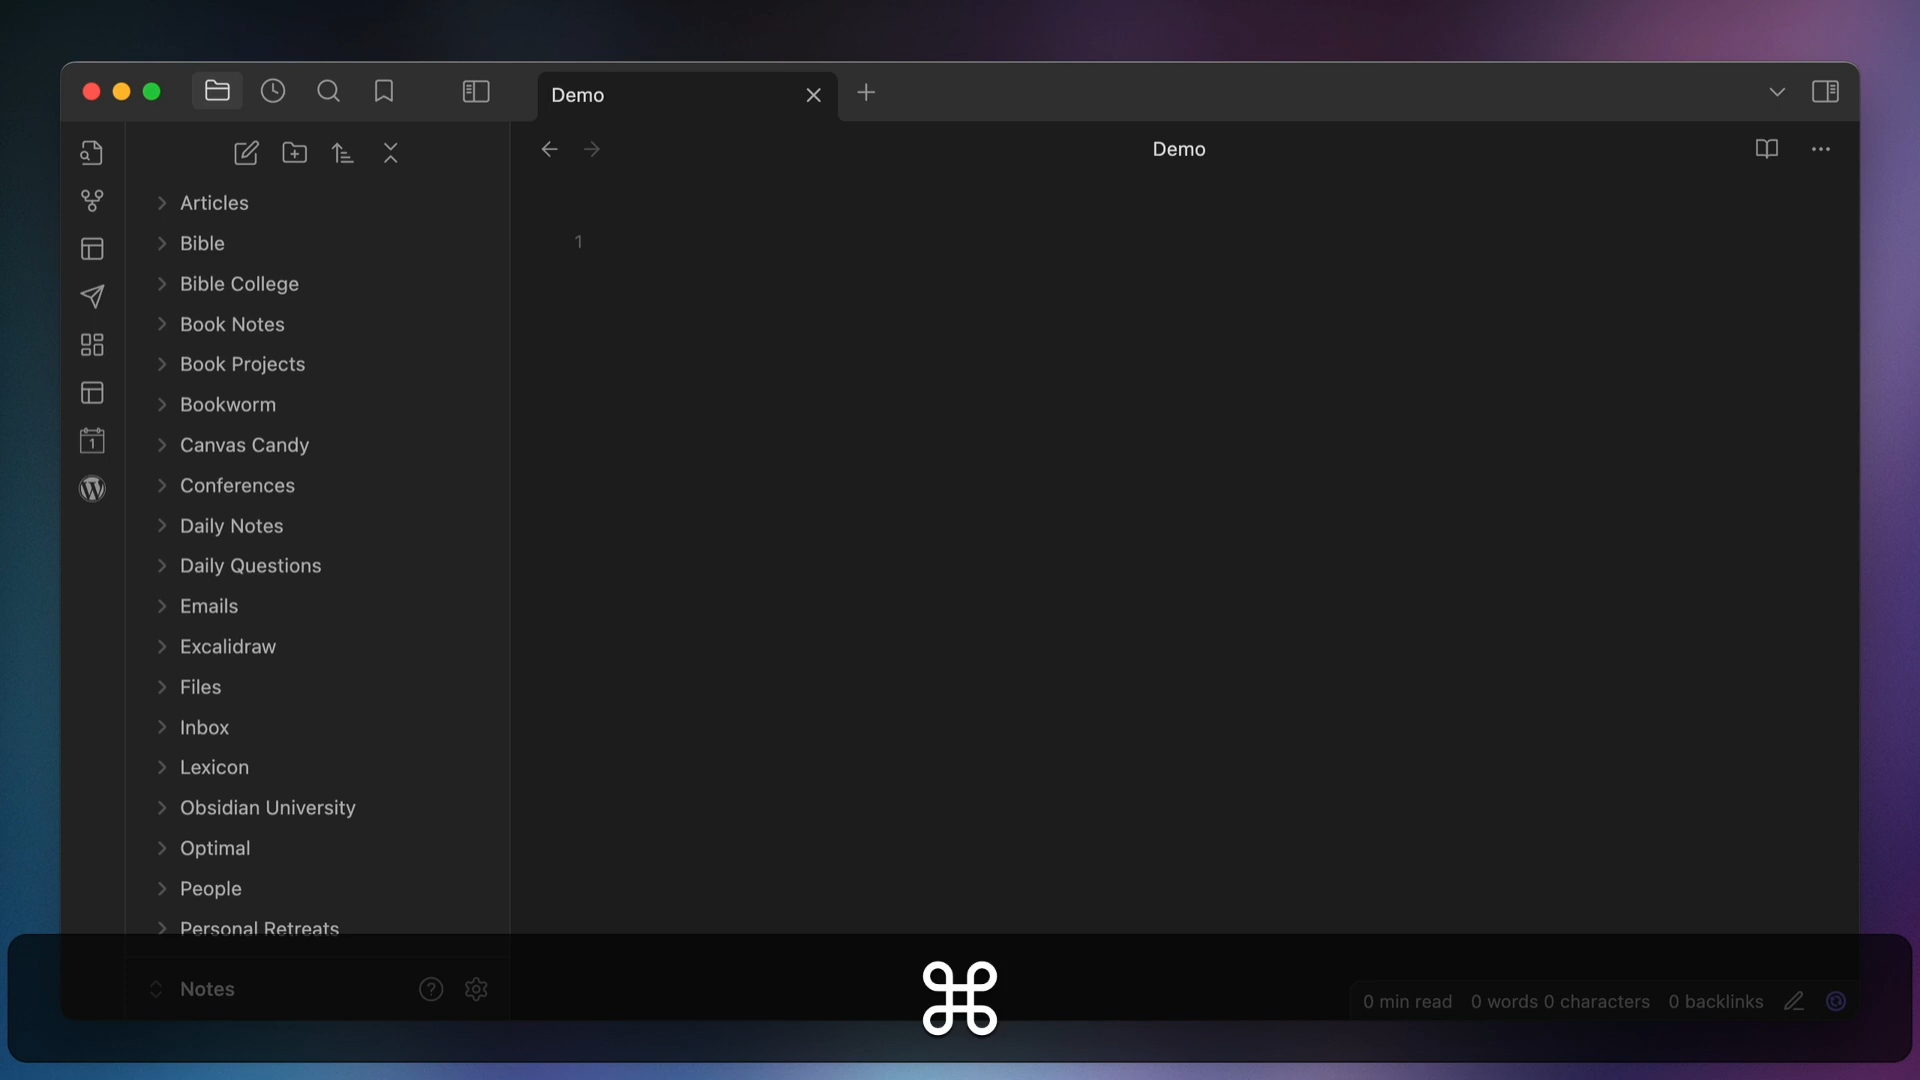 Demo
Demo
1
Articles
Bible
Bible College
Book Notes
Book Projects
Bookworm
Canvas Candy
Conferences
Daily Notes
Daily Questions
Emails
Excalidraw
Files
Inbox
Lexicon
Obsidian University
Optimal
People
Personal Retreats
1
Notes
⌘
0 min read 0 words 0 characters 0 backlinks